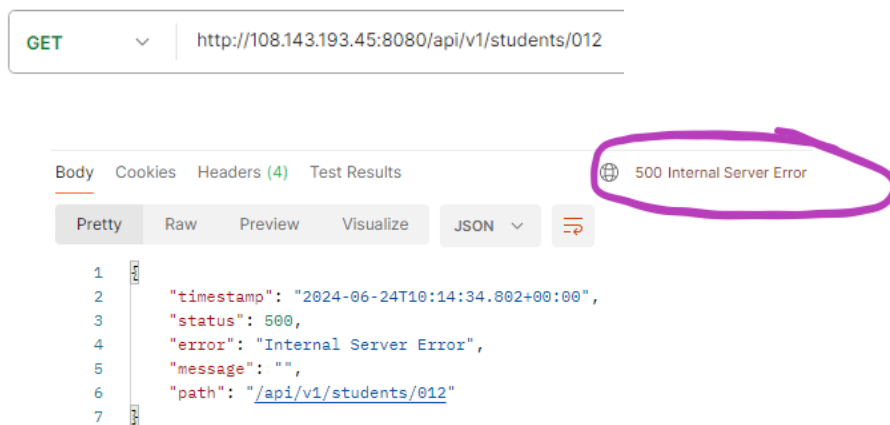 GET http://108.143.193.45:8080/api/v1/students/012
Body Cookies Headers (4) Test Results 500 Internal Server Error
Pretty Raw Preview Visualize JSON
1 {
2 "timestamp": "2024-06-24T10:14:34.802+00:00",
3 "status": 500,
4 "error": "Internal Server Error",
5 "message": "",
6 "path": "/api/v1/students/012"
7 }